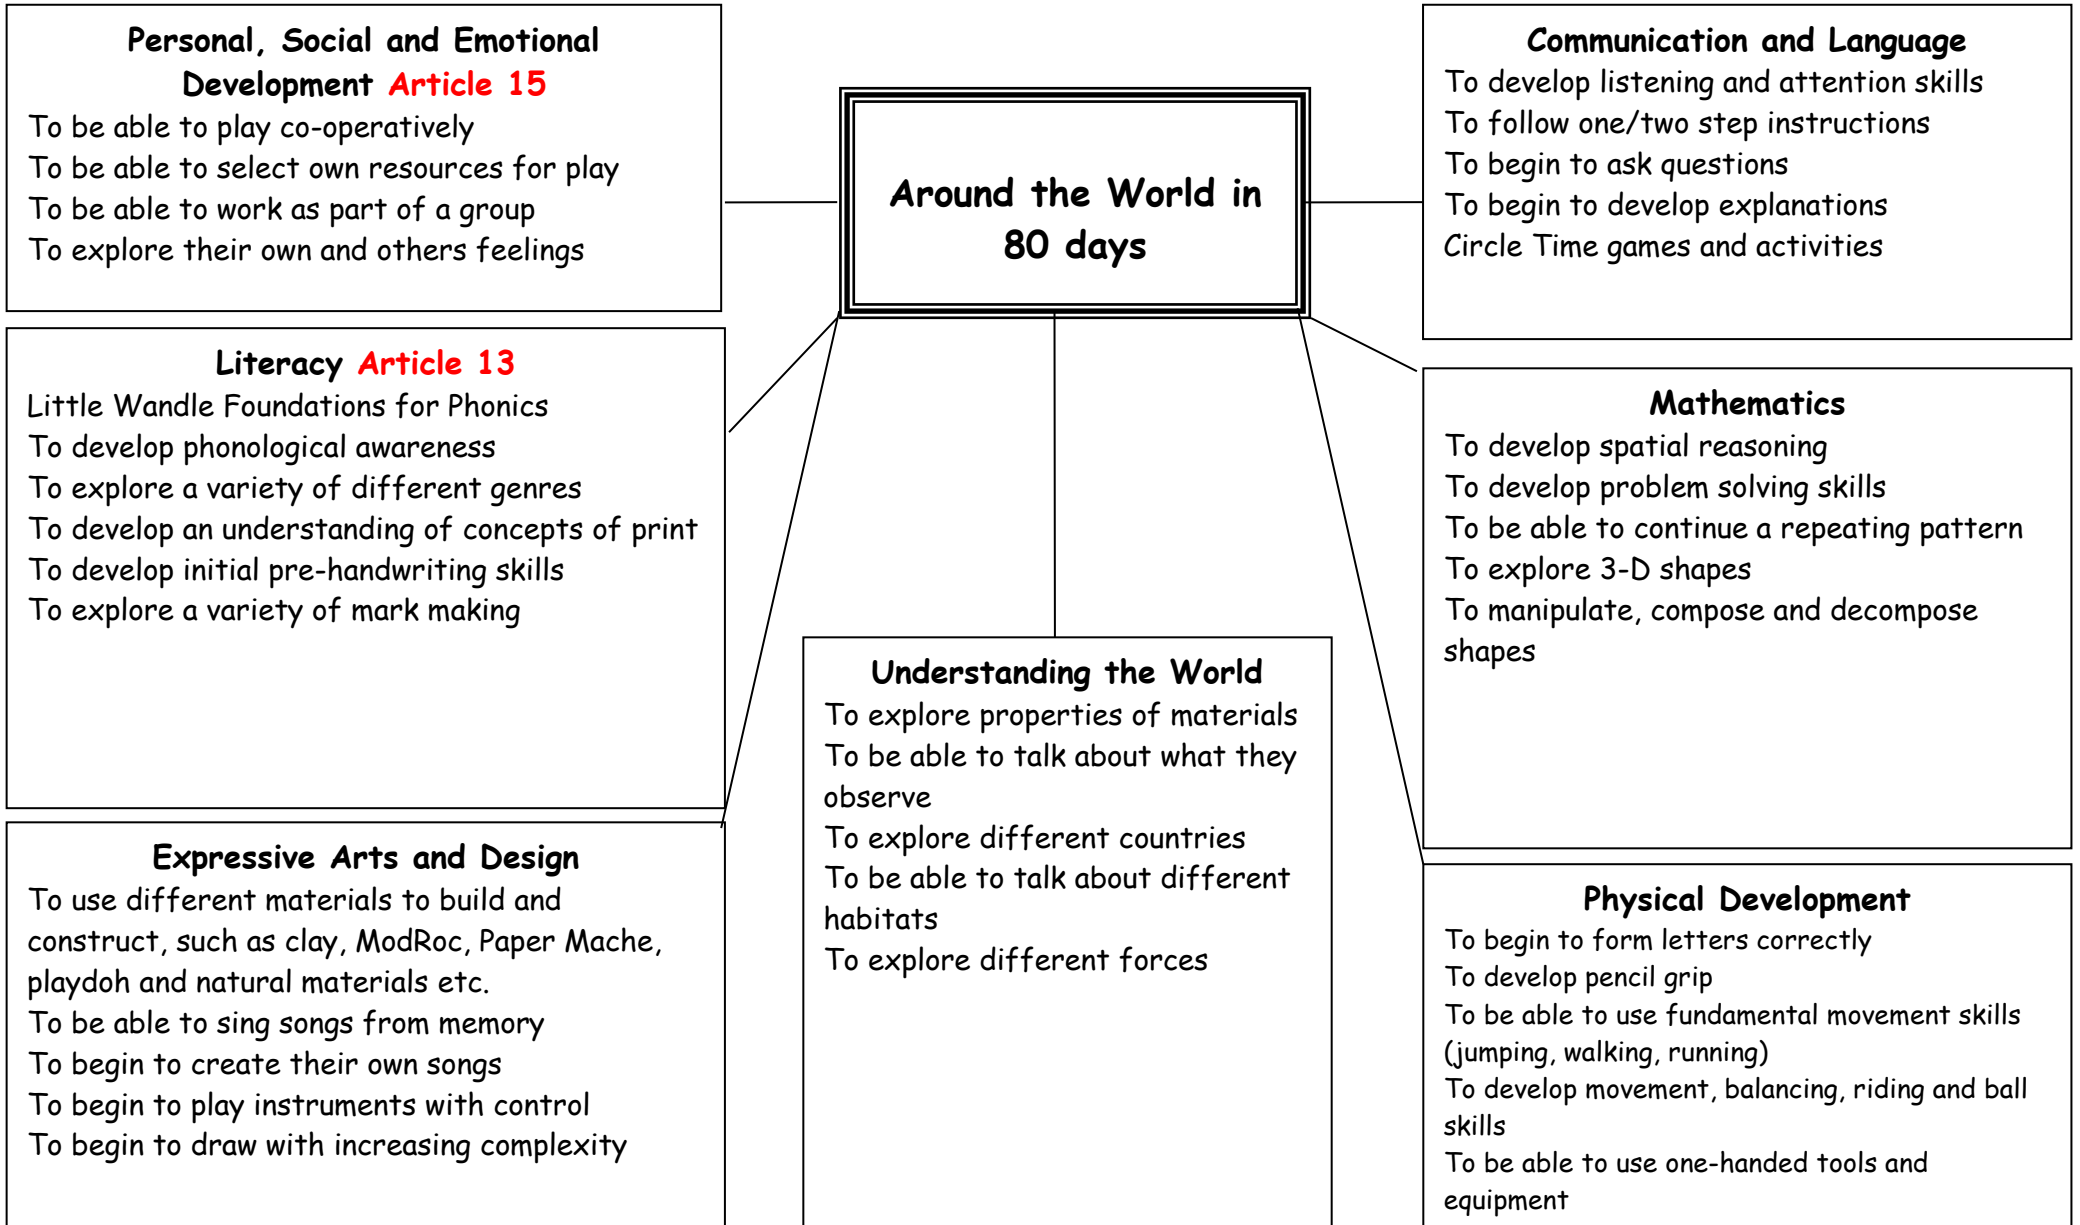 Personal, Social and Emotional
Development Article 15
To be able to play co-operatively
To be able to select own resources for play
To be able to work as part of a group
To explore their own and others feelings
Around the World in
80 days
Communication and Language
To develop listening and attention skills
To follow one/two step instructions
To begin to ask questions
To begin to develop explanations
Circle Time games and activities
Literacy Article 13
Little Wandle Foundations for Phonics
To develop phonological awareness
To explore a variety of different genres
To develop an understanding of concepts of print
To develop initial pre-handwriting skills
To explore a variety of mark making
Mathematics
To develop spatial reasoning
To develop problem solving skills
To be able to continue a repeating pattern
To explore 3-D shapes
To manipulate, compose and decompose
shapes
Understanding the World
To explore properties of materials
To be able to talk about what they
observe
To explore different countries
To be able to talk about different
habitats
To explore different forces
Expressive Arts and Design
To use different materials to build and
construct, such as clay, ModRoc, Paper Mache,
playdoh and natural materials etc.
To be able to sing songs from memory
To begin to create their own songs
To begin to play instruments with control
To begin to draw with increasing complexity
Physical Development
To begin to form letters correctly
To develop pencil grip
To be able to use fundamental movement skills
(jumping, walking, running)
To develop movement, balancing, riding and ball
skills
To be able to use one-handed tools and
equipment